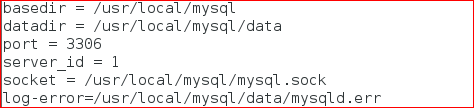 basedir = /usr/local/mysql
datadir = /usr/local/mysql/data
port = 3306
server_id = 1
socket = /usr/local/mysql/mysql.sock
log-error=/usr/local/mysql/data/mysqld.err